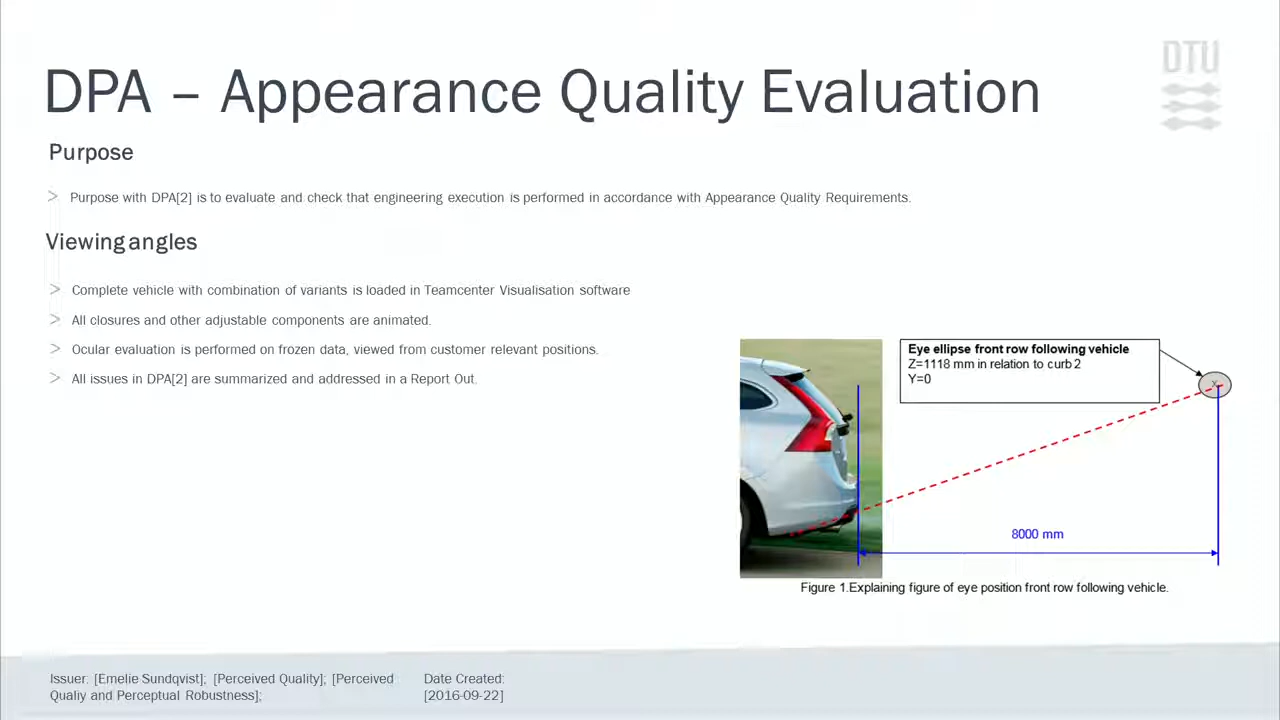 DPA – Appearance Quality Evaluation
DTU
Purpose
> Purpose with DPA[2] is to evaluate and check that engineering execution is performed in accordance with Appearance Quality Requirements.
Viewing angles
> Complete vehicle with combination of variants is loaded in Teamcenter Visualisation software
> All closures and other adjustable components are animated.
> Ocular evaluation is performed on frozen data, viewed from customer relevant positions.
> All issues in DPA[2] are summarized and addressed in a Report Out.
Eye ellipse front row following vehicle
Z=1118 mm in relation to curb 2
Y=0
X
8000 mm
Figure 1.Explaining figure of eye position front row following vehicle.
Issuer: [Emelie Sundqvist]; [Perceived Quality]; [Perceived
Qualiy and Perceptual Robustness];
Date Created:
[2016-09-22]